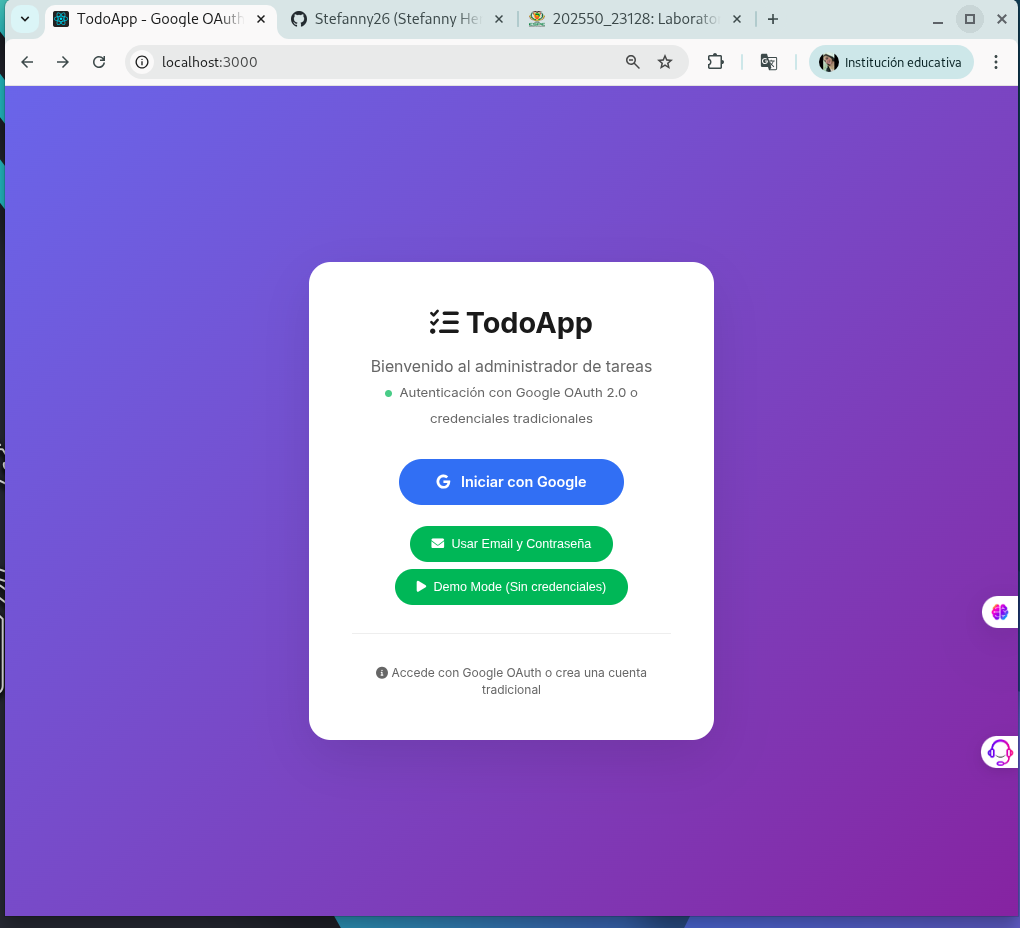 TodoApp - Google OAuth
Stefanny26 (Stefanny He
202550_23128: Laborato
localhost:3000
Institución educativa
TodoApp
Bienvenido al administrador de tareas
Autenticación con Google OAuth 2.0 o
credenciales tradicionales
Iniciar con Google
Usar Email y Contraseña
Demo Mode (Sin credenciales)
Accede con Google OAuth o crea una cuenta
tradicional